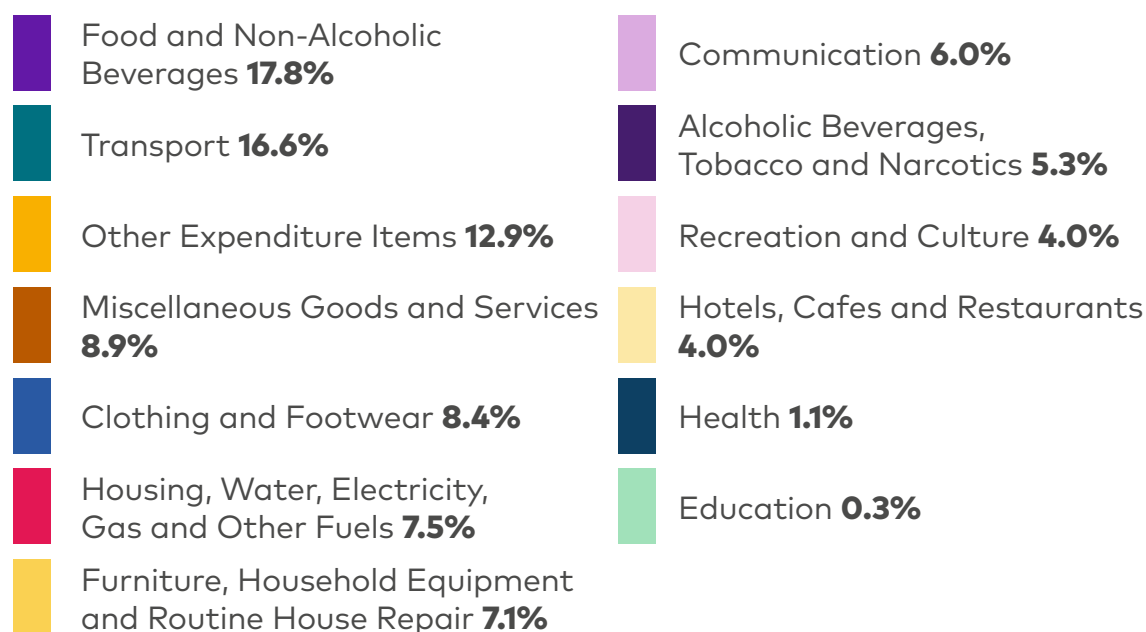 Food and Non-Alcoholic
Beverages 17.8%
Transport 16.6%
Other Expenditure Items 12.9%
Miscellaneous Goods and Services
8.9%
Clothing and Footwear 8.4%
Housing, Water, Electricity,
Gas and Other Fuels 7.5%
Furniture, Household Equipment
and Routine House Repair 7.1%
Communication 6.0%
Alcoholic Beverages,
Tobacco and Narcotics 5.3%
Recreation and Culture 4.0%
Hotels, Cafes and Restaurants
4.0%
Health 1.1%
Education 0.3%